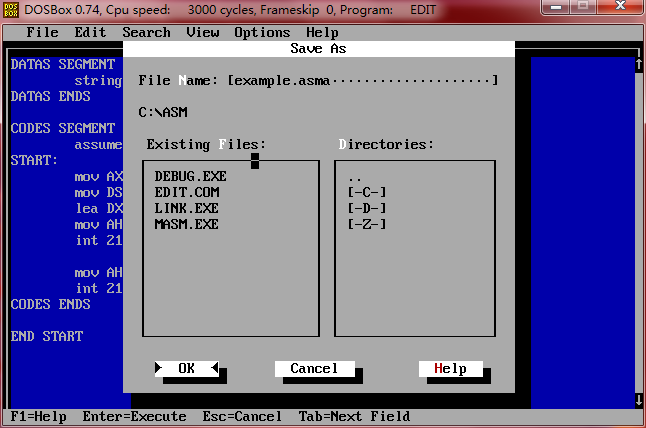 DOSBox 0.74, Cpu speed: 3000 cycles, Frameskip 0, Program: EDIT
File Edit Search View Options Help
Save As
DATAS SEGMENT
string
DATAS ENDS
CODES SEGMENT
assume
START:
mov AX
mov DS
lea DX
mov AH
int 21
mov AH
int 21
CODES ENDS
END START
File Name: [example.asma····················]
C:\ASM
Existing Files:
DEBUG.EXE
EDIT.COM
LINK.EXE
MASM.EXE
Directories:
..
[-C-]
[-D-]
[-Z-]
OK Cancel Help
F1=Help Enter=Execute Esc=Cancel Tab=Next Field